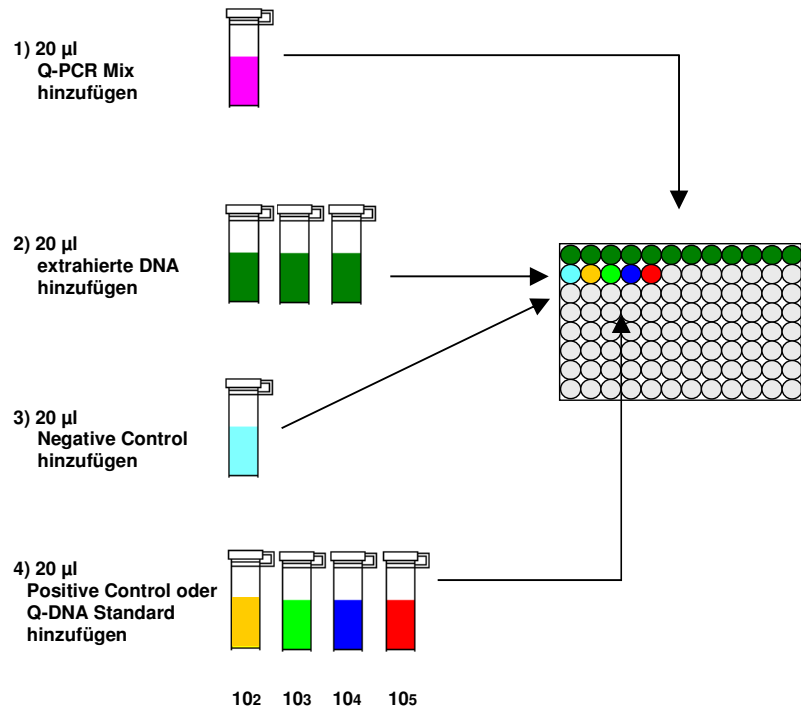 1) 20 µl
Q-PCR Mix
hinzufügen
2) 20 µl
extrahierte DNA
hinzufügen
3) 20 µl
Negative Control
hinzufügen
4) 20 µl
Positive Control oder
Q-DNA Standard
hinzufügen
102 103 104 105